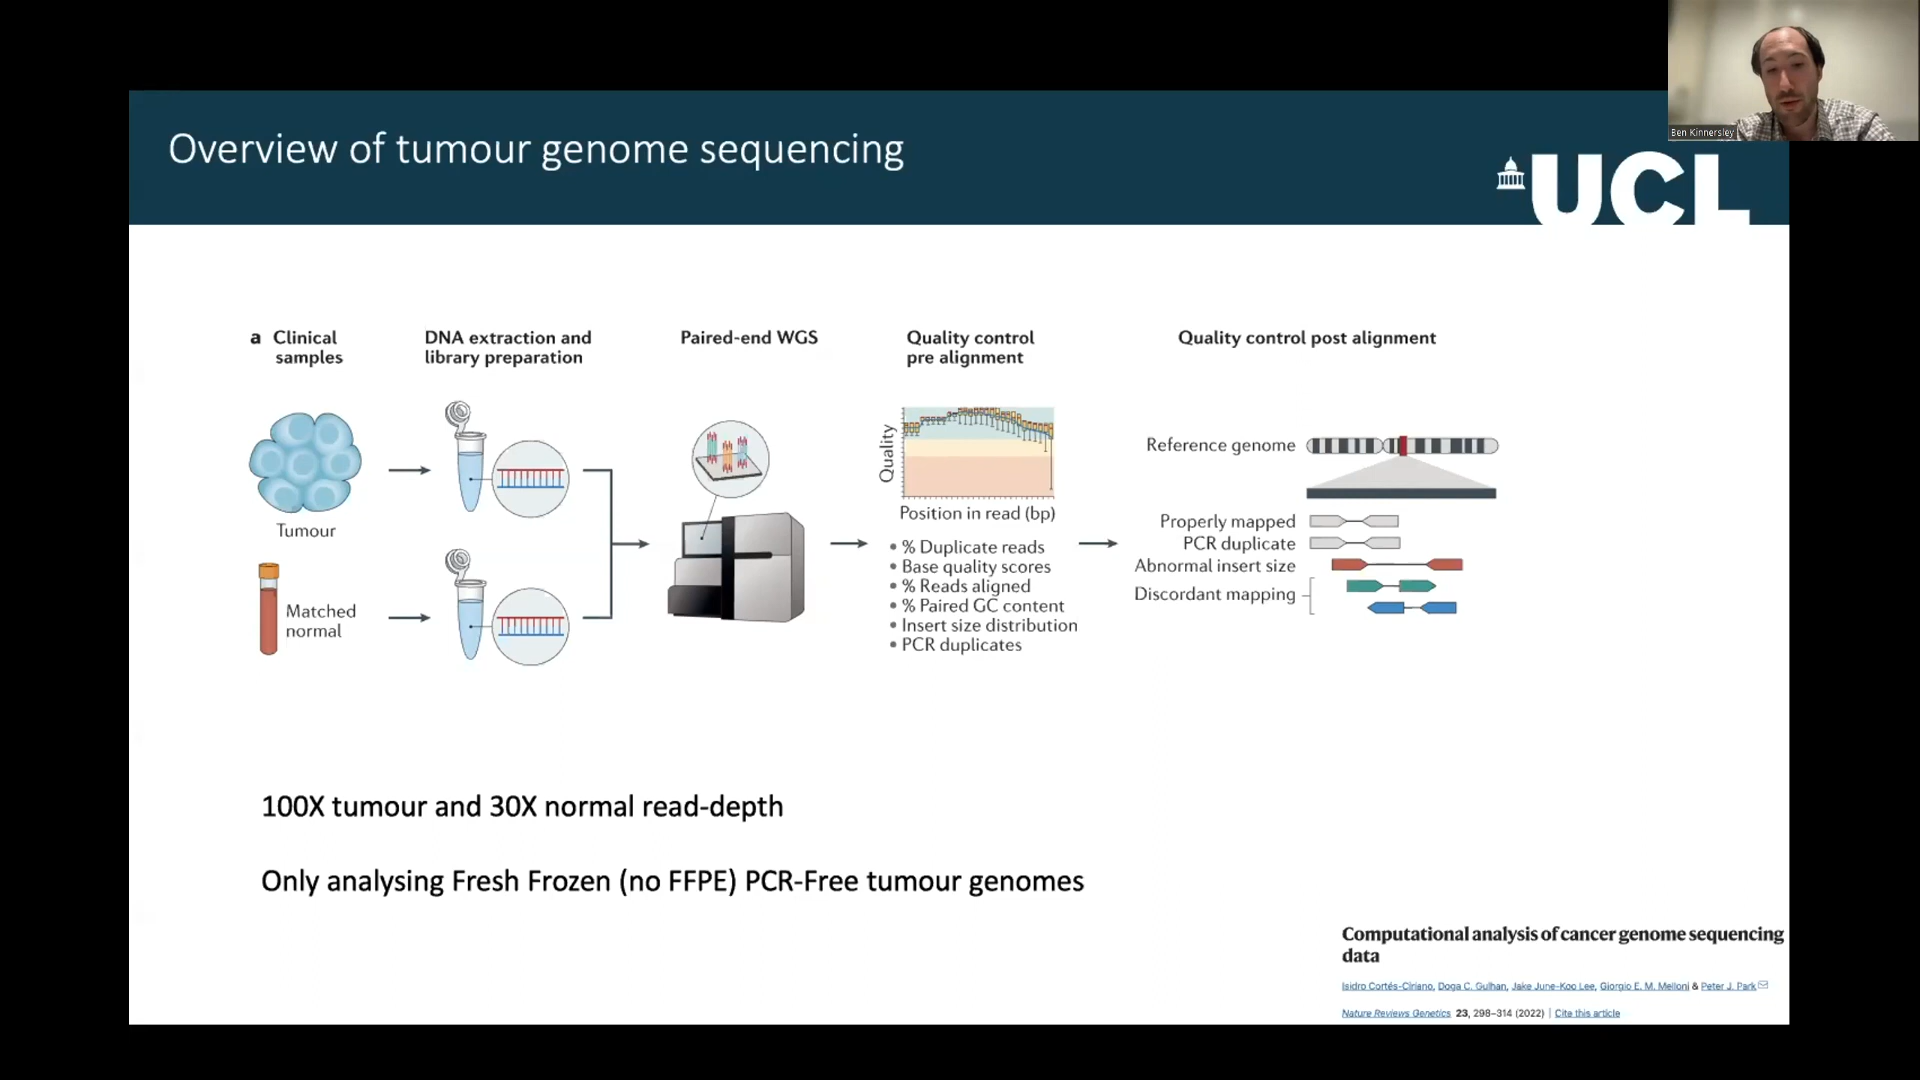 Ben Kinnersley
Overview of tumour genome sequencing
UCL
a Clinical
samples
DNA extraction and
library preparation
Paired-end WGS
Quality control
pre alignment
Quality control post alignment
Tumour
Matched
normal
Quality
Position in read (bp)
• % Duplicate reads
• Base quality scores
• % Reads aligned
• % Paired GC content
• Insert size distribution
• PCR duplicates
Reference genome
Properly mapped
PCR duplicate
Abnormal insert size
Discordant mapping
100X tumour and 30X normal read-depth
Only analysing Fresh Frozen (no FFPE) PCR-Free tumour genomes
Computational analysis of cancer genome sequencing
data
Isidro Cortés-Ciriano, Doga C. Gulhan, Jake June-Koo Lee, Giorgio E. M. Melloni & Peter J. Park
Nature Reviews Genetics 23, 298–314 (2022) | Cite this article